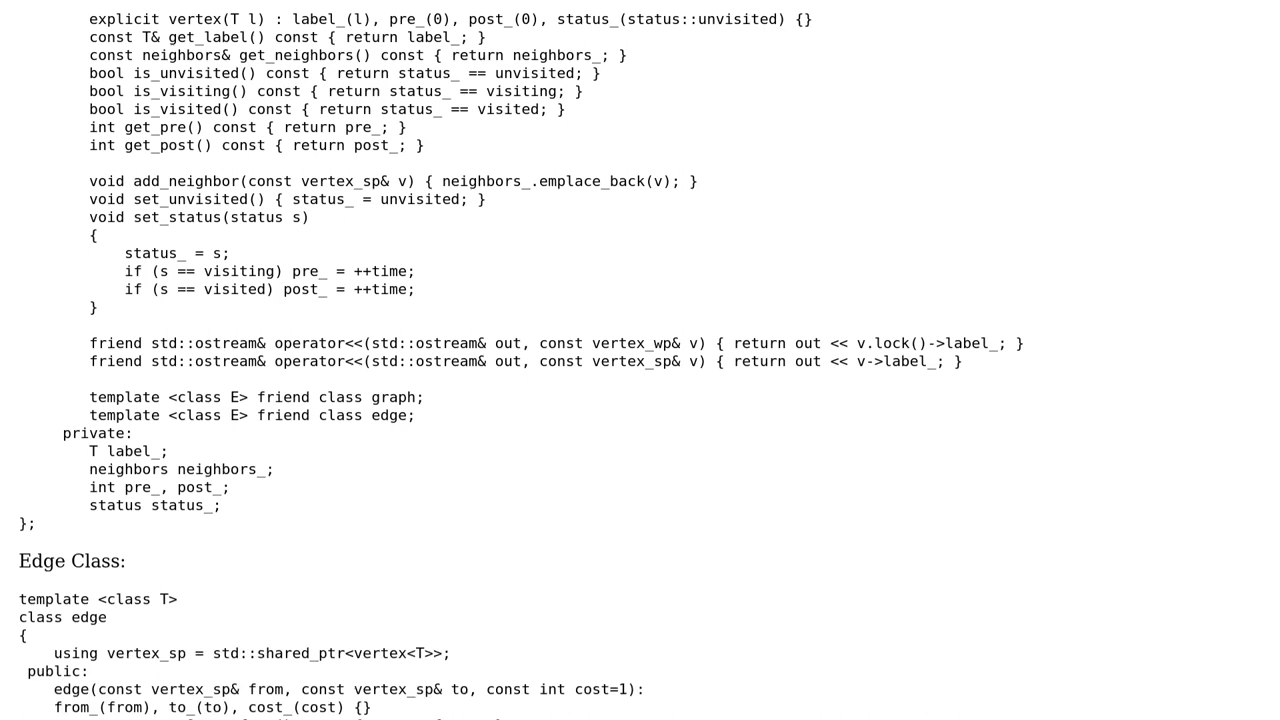 explicit vertex(T l) : label_(l), pre_(0), post_(0), status_(status::unvisited) {}
const T& get_label() const { return label_; }
const neighbors& get_neighbors() const { return neighbors_; }
bool is_unvisited() const { return status_ == unvisited; }
bool is_visiting() const { return status_ == visiting; }
bool is_visited() const { return status_ == visited; }
int get_pre() const { return pre_; }
int get_post() const { return post_; }
void add_neighbor(const vertex_sp& v) { neighbors_.emplace_back(v); }
void set_unvisited() { status_ = unvisited; }
void set_status(status s)
{
status_ = s;
if (s == visiting) pre_ = ++time;
if (s == visited) post_ = ++time;
}
friend std::ostream& operator<<(std::ostream& out, const vertex_wp& v) { return out << v.lock()->label_; }
friend std::ostream& operator<<(std::ostream& out, const vertex_sp& v) { return out << v->label_; }
template <class E> friend class graph;
template <class E> friend class edge;
private:
T label_;
neighbors neighbors_;
int pre_, post_;
status status_;
};
Edge Class:
template <class T>
class edge
{
using vertex_sp = std::shared_ptr<vertex<T>>;
public:
edge(const vertex_sp& from, const vertex_sp& to, const int cost=1):
from_(from), to_(to), cost_(cost) {}